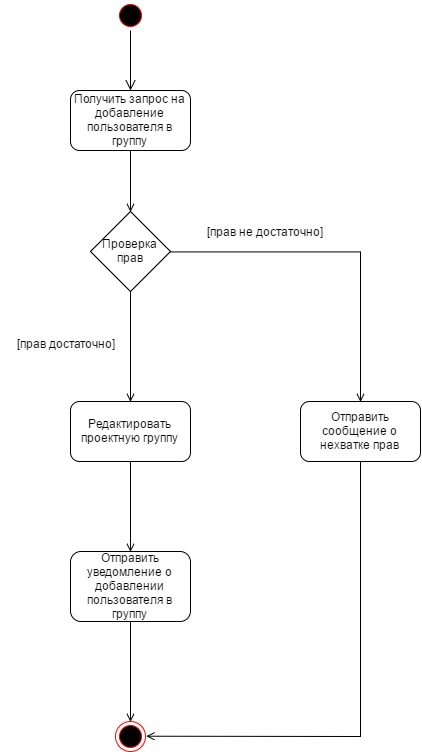 Получить запрос на
добавление
пользователя в
группу
Проверка
прав
[прав не достаточно]
[прав достаточно]
Редактировать
проектную группу
Отправить
сообщение о
нехватке прав
Отправить
уведомление о
добавлении
пользователя в
группу